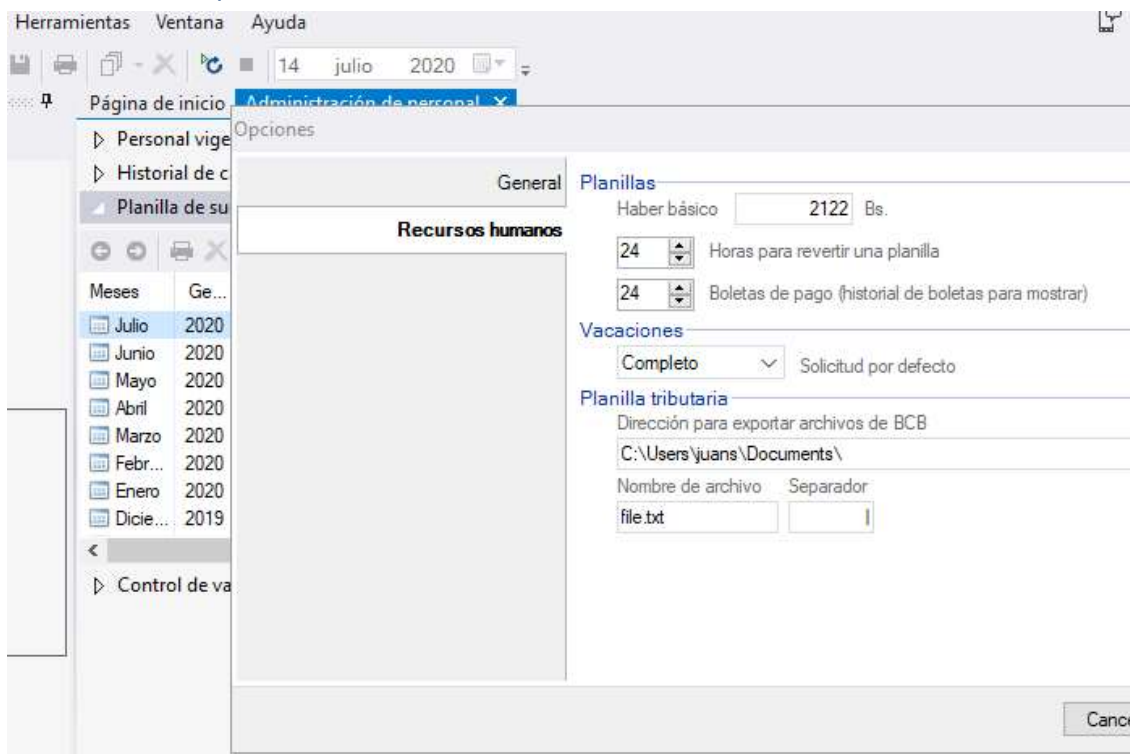 Herramientas Ventana Ayuda
14 julio 2020
Página de inicio Administración de personal X
Personal vige
Historial de c
Planilla de su
Meses Ge...
Julio 2020
Junio 2020
Mayo 2020
Abril 2020
Marzo 2020
Febr... 2020
Enero 2020
Dicie... 2019
Control de va
Opciones
General
Recursos humanos
Planillas
Haber básico 2122 Bs.
24 Horas para revertir una planilla
24 Boletas de pago (historial de boletas para mostrar)
Vacaciones
Completo Solicitud por defecto
Planilla tributaria
Dirección para exportar archivos de BCB
C:\Users\juans\Documents\
Nombre de archivo Separador
file.txt |
Cance